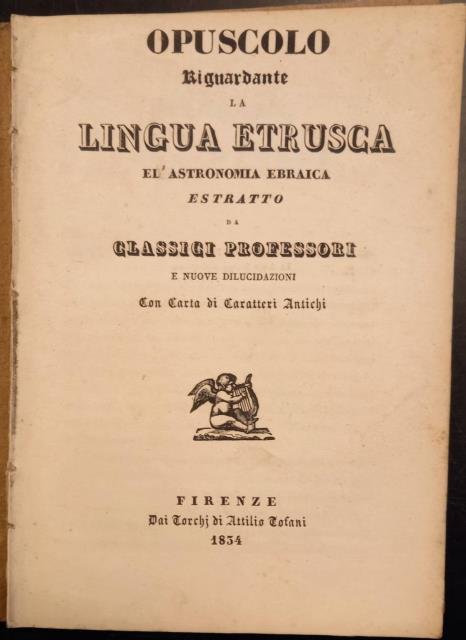 OPUSCOLO
Riguardante
LA
LINGUA ETRUSCA
EL' ASTRONOMIA EBRAICA
ESTRATTO
DA
CLASSICI PROFESSORI
E NUOVE DILUCIDAZIONI
Con Carta di Caratteri Antichi
FIRENZE
Dai Torchj di Attilio Tofani
1834